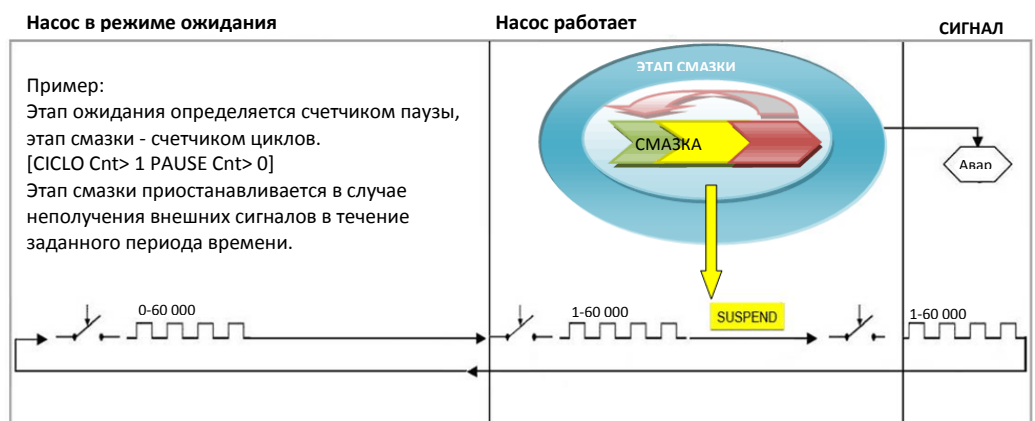 Насос в режиме ожидания
Насос работает
СИГНАЛ
Пример:
Этап ожидания определяется счетчиком паузы,
этап смазки - счетчиком циклов.
[CICLO Cnt> 1 PAUSE Cnt> 0]
Этап смазки приостанавливается в случае
неполучения внешних сигналов в течение
заданного периода времени.
ЭТАП СМАЗКИ
СМАЗКА
Авар
0-60 000
1-60 000
SUSPEND
1-60 000